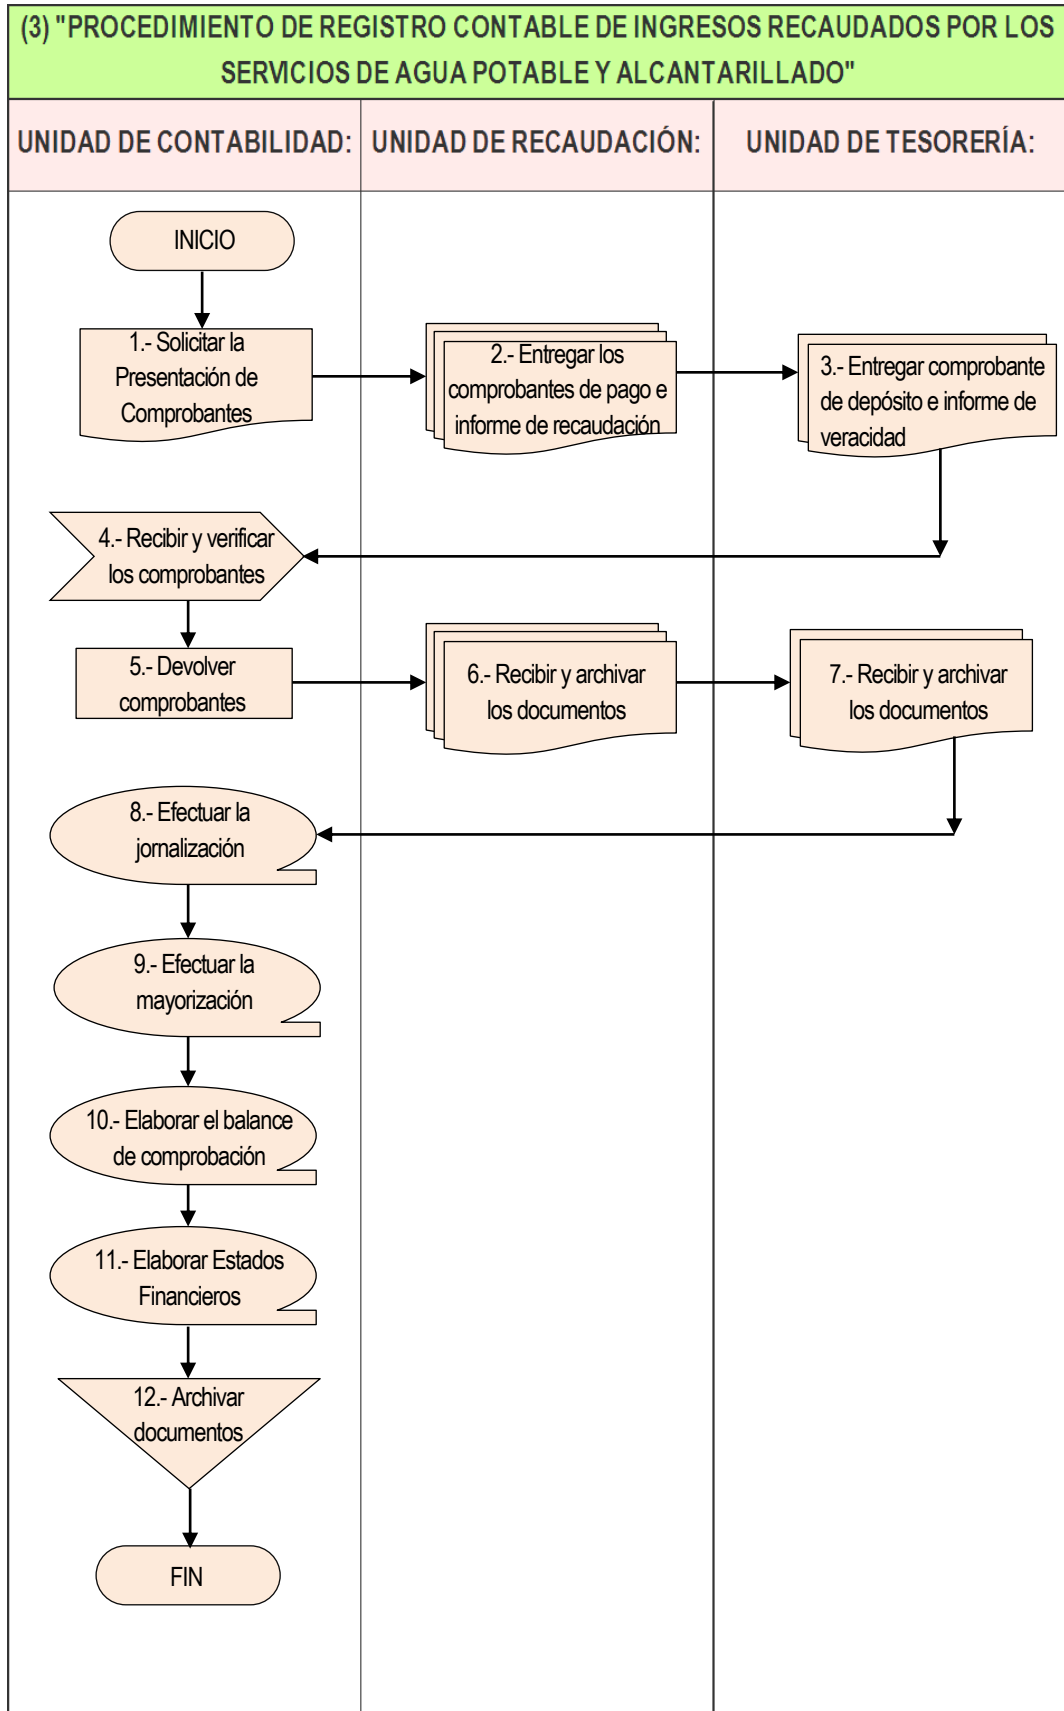 (3) "PROCEDIMIENTO DE REGISTRO CONTABLE DE INGRESOS RECAUDADOS POR LOS
SERVICIOS DE AGUA POTABLE Y ALCANTARILLADO"
UNIDAD DE CONTABILIDAD:
UNIDAD DE RECAUDACIÓN:
UNIDAD DE TESORERÍA:
INICIO
1.- Solicitar la
Presentación de
Comprobantes
2.- Entregar los
comprobantes de pago e
informe de recaudación
3.- Entregar comprobante
de depósito e informe de
veracidad
4.- Recibir y verificar
los comprobantes
5.- Devolver
comprobantes
6.- Recibir y archivar
los documentos
7.- Recibir y archivar
los documentos
8.- Efectuar la
jornalización
9.- Efectuar la
mayorización
10.- Elaborar el balance
de comprobación
11.- Elaborar Estados
Financieros
12.- Archivar
documentos
FIN